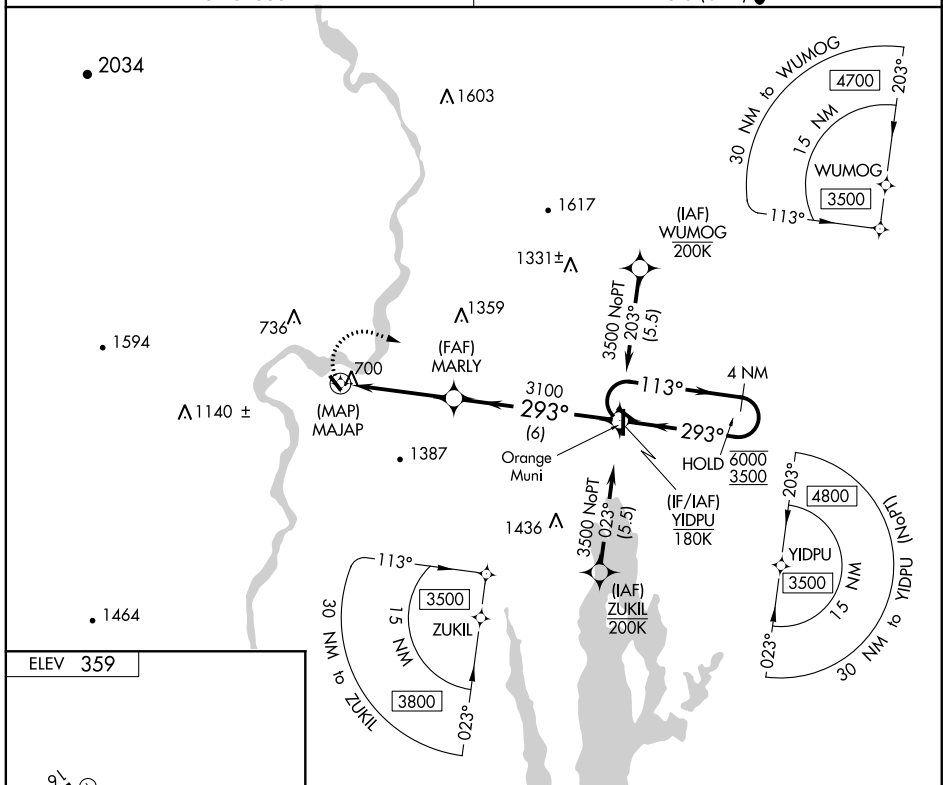 2034
1603
1617
1331±
1359
736
1594
700
1140 ±
1387
1436
1464
30 NM to WUMOG
4700
203°
15 NM
WUMOG
3500
113°
(IAF)
WUMOG
200K
3500 NoPT
203°
(5.5)
(FAF)
MARLY
(MAP)
MAJAP
3100
293°
(6)
113°
4 NM
293°
HOLD
6000
3500
Orange
Muni
(IF/IAF)
YIDPU
180K
3500 NoPT
023°
(5.5)
(IAF)
ZUKIL
200K
203°
4800
YIDPU
3500
15 NM
023°
30 NM to YIDPU (NoPT)
113°
3500
ZUKIL
15 NM
3800
30 NM to ZUKIL
023°
ELEV 359
16